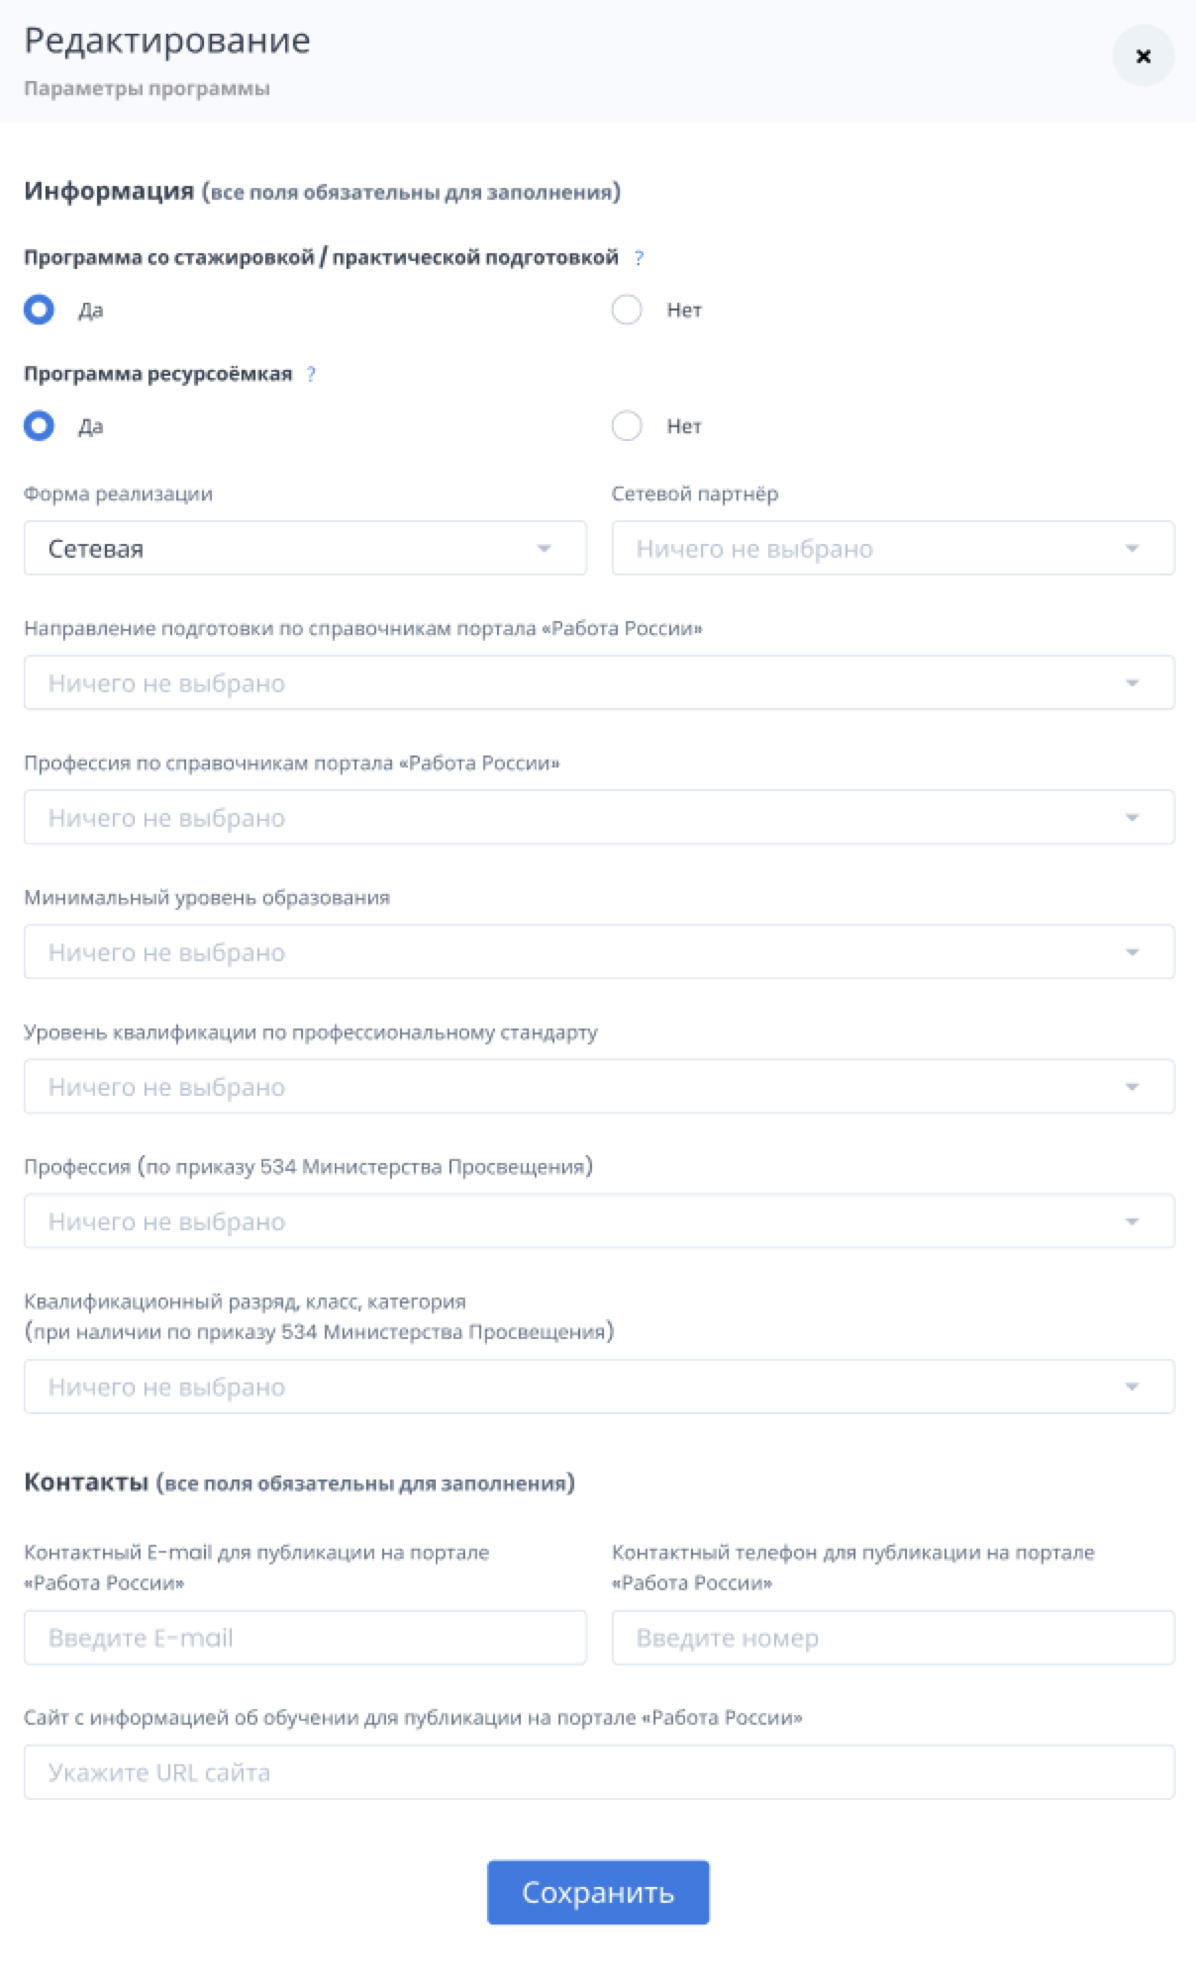 Редактирование
Параметры программы
Информация (все поля обязательны для заполнения)
Программа со стажировкой / практической подготовкой ?
Да Нет
Программа ресурсоёмкая ?
Да Нет
Форма реализации Сетевой партнёр
Сетевая Ничего не выбрано
Направление подготовки по справочникам портала «Работа России»
Ничего не выбрано
Профессия по справочникам портала «Работа России»
Ничего не выбрано
Минимальный уровень образования
Ничего не выбрано
Уровень квалификации по профессиональному стандарту
Ничего не выбрано
Профессия (по приказу 534 Министерства Просвещения)
Ничего не выбрано
Квалификационный разряд, класс, категория
(при наличии по приказу 534 Министерства Просвещения)
Ничего не выбрано
Контакты (все поля обязательны для заполнения)
Контактный E-mail для публикации на портале
«Работа России»
Контактный телефон для публикации на портале
«Работа России»
Введите E-mail Введите номер
Сайт с информацией об обучении для публикации на портале «Работа России»
Укажите URL сайта
Сохранить